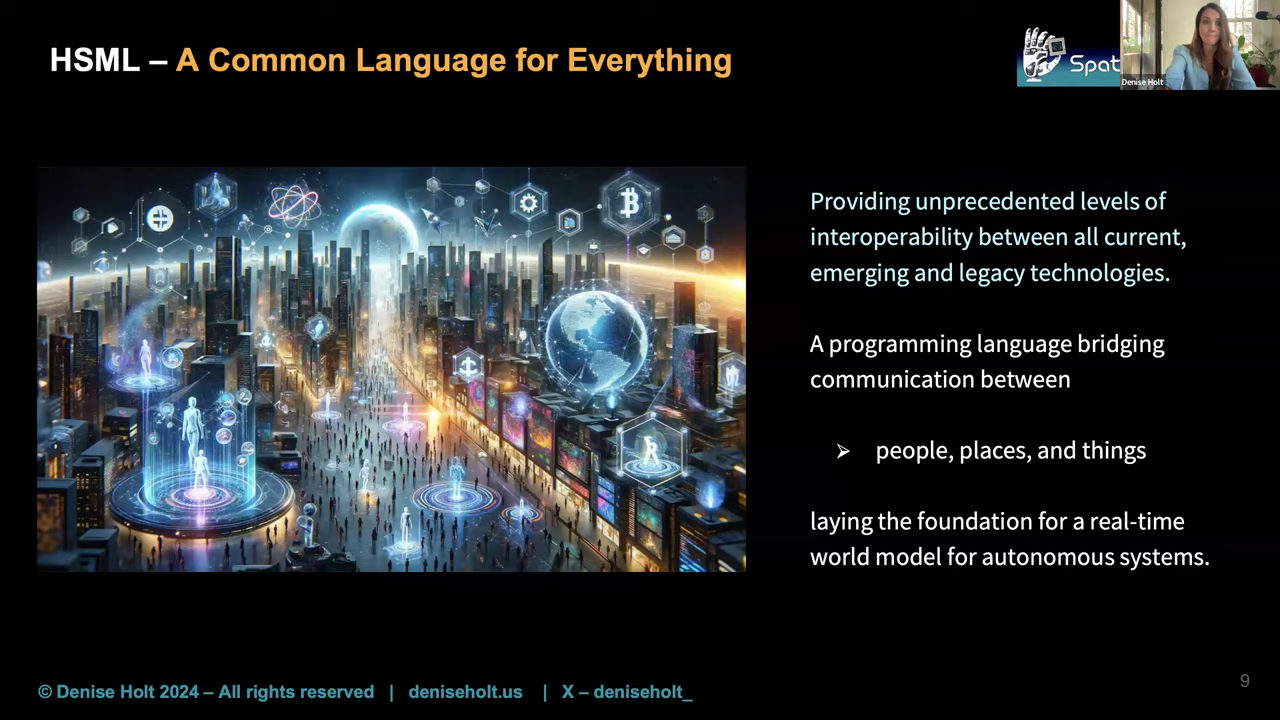 HSML – A Common Language for Everything
Spat
Denise Holt
Providing unprecedented levels of
interoperability between all current,
emerging and legacy technologies.
A programming language bridging
communication between
➢ people, places, and things
laying the foundation for a real-time
world model for autonomous systems.
© Denise Holt 2024 – All rights reserved | deniseholt.us | X – deniseholt_
9